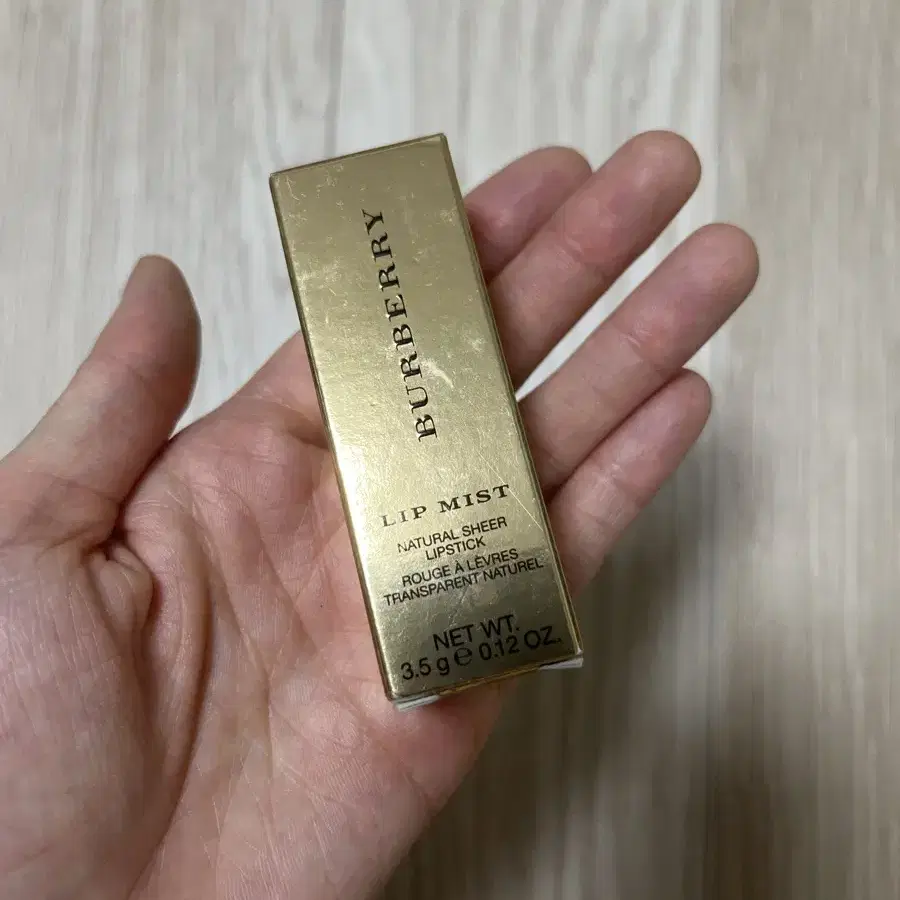 BURBERRY
LIP MIST
NATURAL SHEER
LIPSTICK
ROUGE À LÈVRES
TRANSPARENT NATUREL
NET WT.
3.5 g ℮ 0.12 OZ.